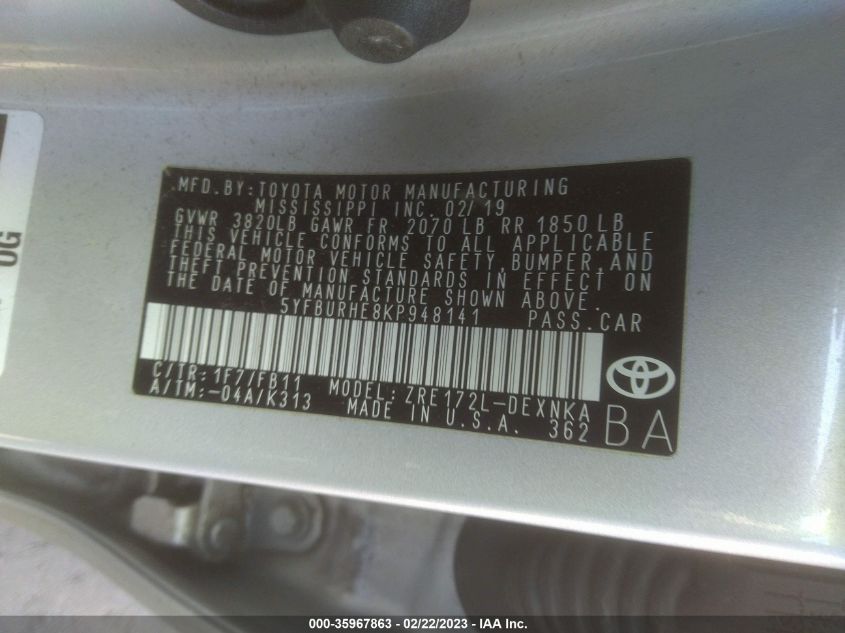 OG
MFD. BY: TOYOTA MOTOR MANUFACTURING
MISSISSIPPI INC. 02/19
GVWR 3820LB GAWR FR 2070 LB RR 1850 LB
THIS VEHICLE CONFORMS TO ALL APPLICABLE
FEDERAL MOTOR VEHICLE SAFETY, BUMPER, AND
THEFT PREVENTION STANDARDS IN EFFECT ON
THE DATE OF MANUFACTURE SHOWN ABOVE.
5YFBURHE8KP948141 PASS. CAR
C/TR: 1F7/FB11 MODEL: ZRE172L-DEXNKA
A/TM: -04A/K313 MADE IN U.S.A. 362
BA
000-35967863 - 02/22/2023 - IAA Inc.